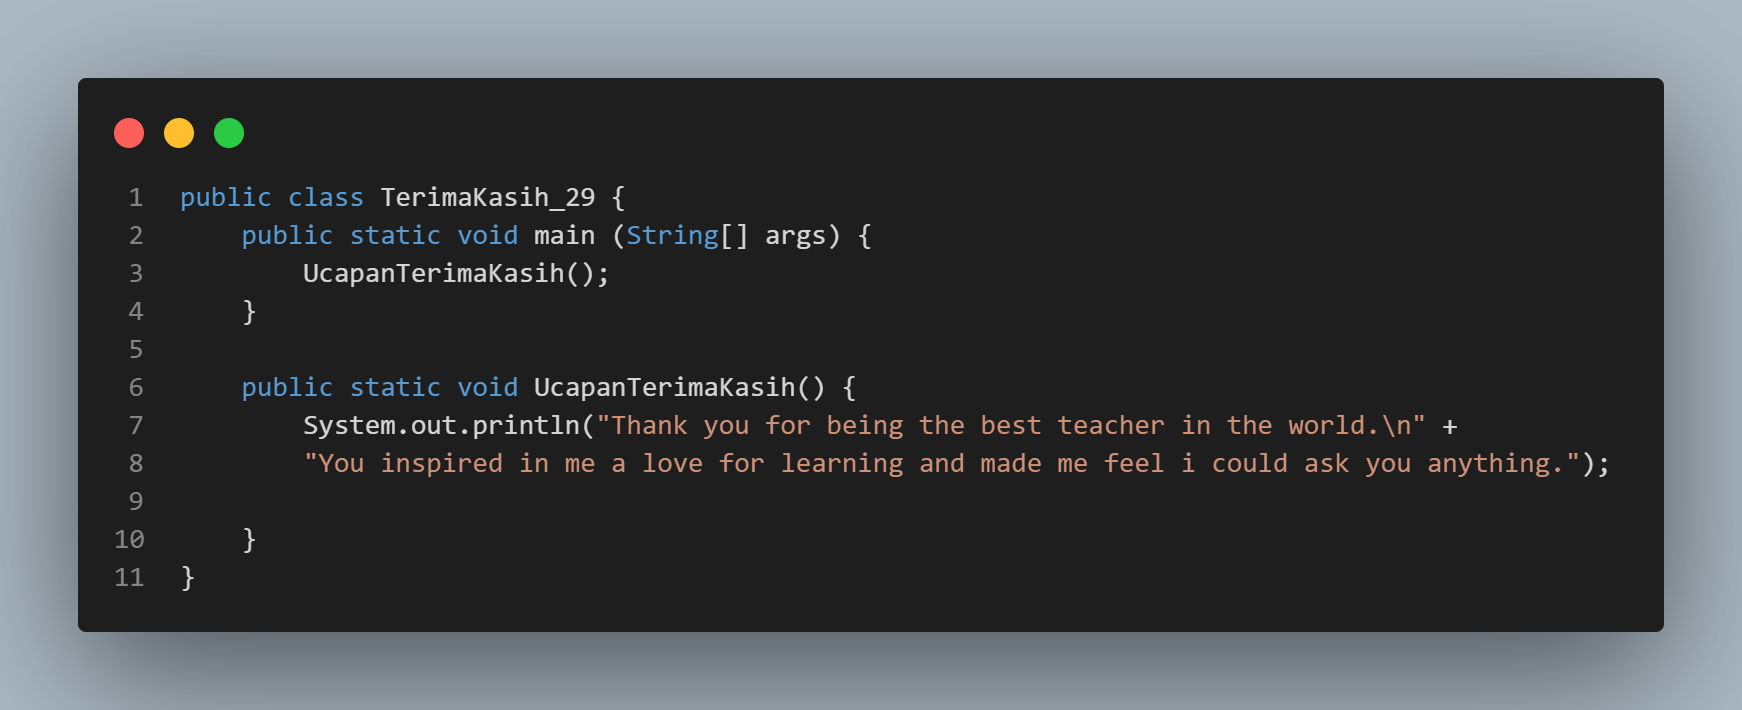 1 public class TerimaKasih_29 {
2     public static void main (String[] args) {
3         UcapanTerimaKasih();
4     }
5
6     public static void UcapanTerimaKasih() {
7         System.out.println("Thank you for being the best teacher in the world.\n" +
8         "You inspired in me a love for learning and made me feel i could ask you anything.");
9
10     }
11 }